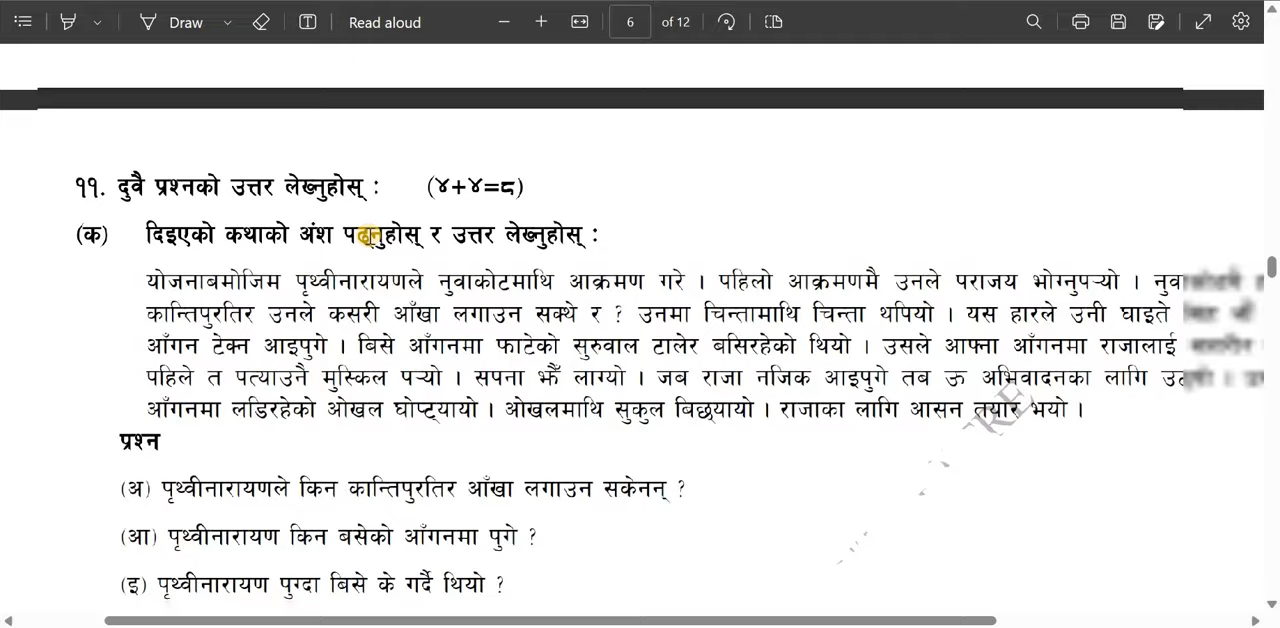 Draw
Read aloud
6 of 12
११. दुवै प्रश्नको उत्तर लेख्नुहोस् : (४+४=८)
(क) दिइएको कथाको अंश पढ्नुहोस् र उत्तर लेख्नुहोस् :
योजनाबमोजिम पृथ्वीनारायणले नुवाकोटमाथि आक्रमण गरे । पहिलो आक्रमणमै उनले पराजय भोग्नुपऱ्यो ।
कान्तिपुरतिर उनले कसरी आँखा लगाउन सक्थे र ? उनमा चिन्तामाथि चिन्ता थपियो । यस हारले उनी घाइते
आँगन टेक्न आइपुगे । बिसे आँगनमा फाटेको सुरुवाल टालेर बसिरहेको थियो । उसले आफ्ना आँगनमा राजालाई
पहिले त पत्याउनै मुस्किल पऱ्यो । सपना झैँ लाग्यो । जब राजा नजिक आइपुगे तब ऊ अभिवादनका लागि
आँगनमा लडिरहेको ओखल घोप्ट्यायो । ओखलमाथि सुकुल बिछ्यायो । राजाका लागि आसन तयार भयो ।
प्रश्न
(अ) पृथ्वीनारायणले किन कान्तिपुरतिर आँखा लगाउन सकेनन् ?
(आ) पृथ्वीनारायण किन बसेको आँगनमा पुगे ?
(इ) पृथ्वीनारायण पुग्दा बिसे के गर्दै थियो ?